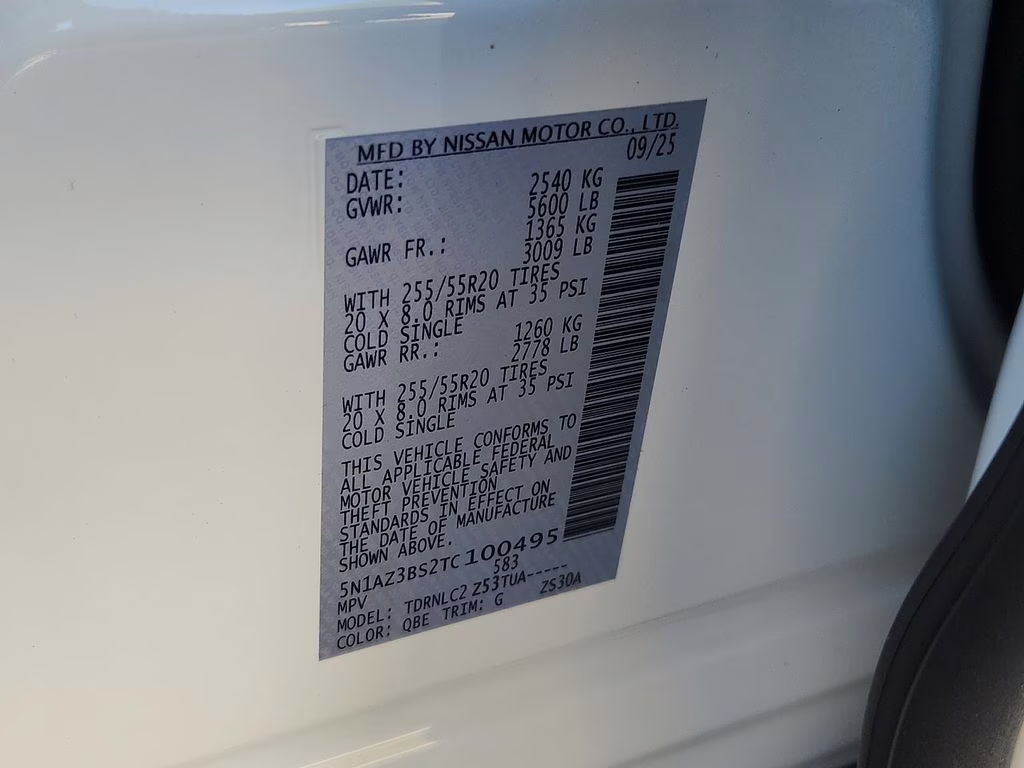 MFD BY NISSAN MOTOR CO., LTD.
DATE: 09/25
GVWR: 2540 KG
5600 LB
GAWR FR.: 1365 KG
3009 LB
WITH 255/55R20 TIRES
20 X 8.0 RIMS AT 35 PSI
COLD SINGLE
GAWR RR.: 1260 KG
2778 LB
WITH 255/55R20 TIRES
20 X 8.0 RIMS AT 35 PSI
COLD SINGLE
THIS VEHICLE CONFORMS TO
ALL APPLICABLE FEDERAL
MOTOR VEHICLE SAFETY AND
THEFT PREVENTION
STANDARDS IN EFFECT ON
THE DATE OF MANUFACTURE
SHOWN ABOVE.
5N1AZ3BS2TC100495
MPV 583
MODEL: TDRNLC2 Z53TUA-----
COLOR: QBE TRIM: G ZS30A